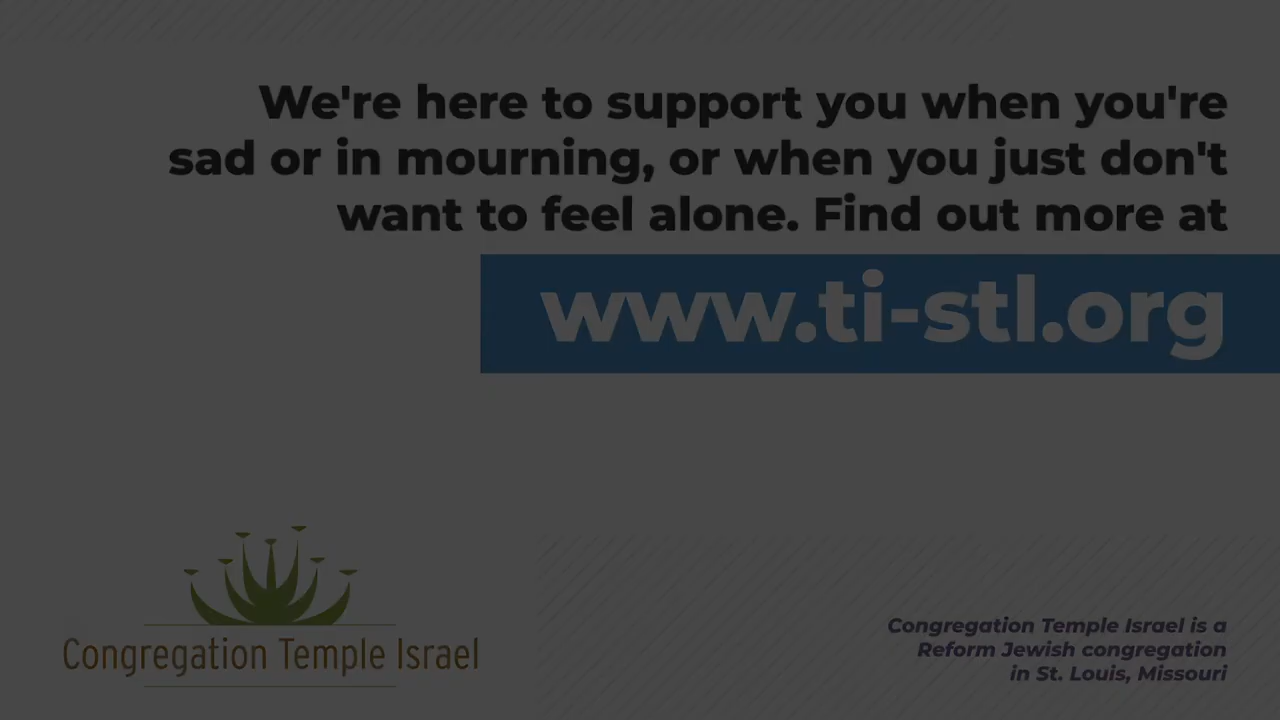 We're here to support you when you're
sad or in mourning, or when you just don't
want to feel alone. Find out more at
www.ti-stl.org
Congregation Temple Israel
Congregation Temple Israel is a
Reform Jewish congregation
in St. Louis, Missouri